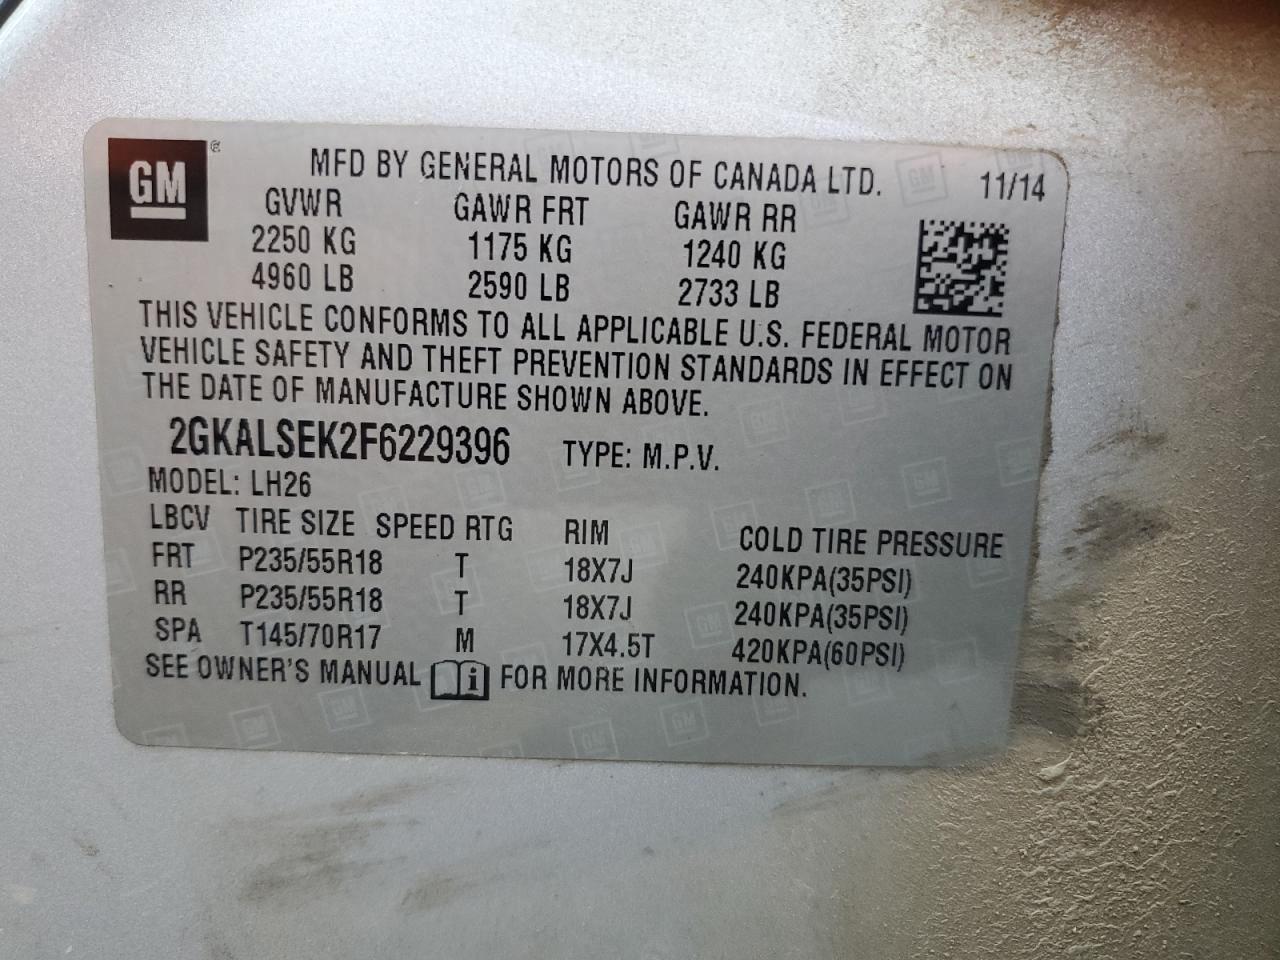 GM ®
MFD BY GENERAL MOTORS OF CANADA LTD. 11/14
GVWR GAWR FRT GAWR RR
2250 KG 1175 KG 1240 KG
4960 LB 2590 LB 2733 LB
THIS VEHICLE CONFORMS TO ALL APPLICABLE U.S. FEDERAL MOTOR
VEHICLE SAFETY AND THEFT PREVENTION STANDARDS IN EFFECT ON
THE DATE OF MANUFACTURE SHOWN ABOVE.
2GKALSEK2F6229396 TYPE: M.P.V.
MODEL: LH26
LBCV TIRE SIZE SPEED RTG RIM COLD TIRE PRESSURE
FRT P235/55R18 T 18X7J 240KPA(35PSI)
RR P235/55R18 T 18X7J 240KPA(35PSI)
SPA T145/70R17 M 17X4.5T 420KPA(60PSI)
SEE OWNER'S MANUAL i FOR MORE INFORMATION.